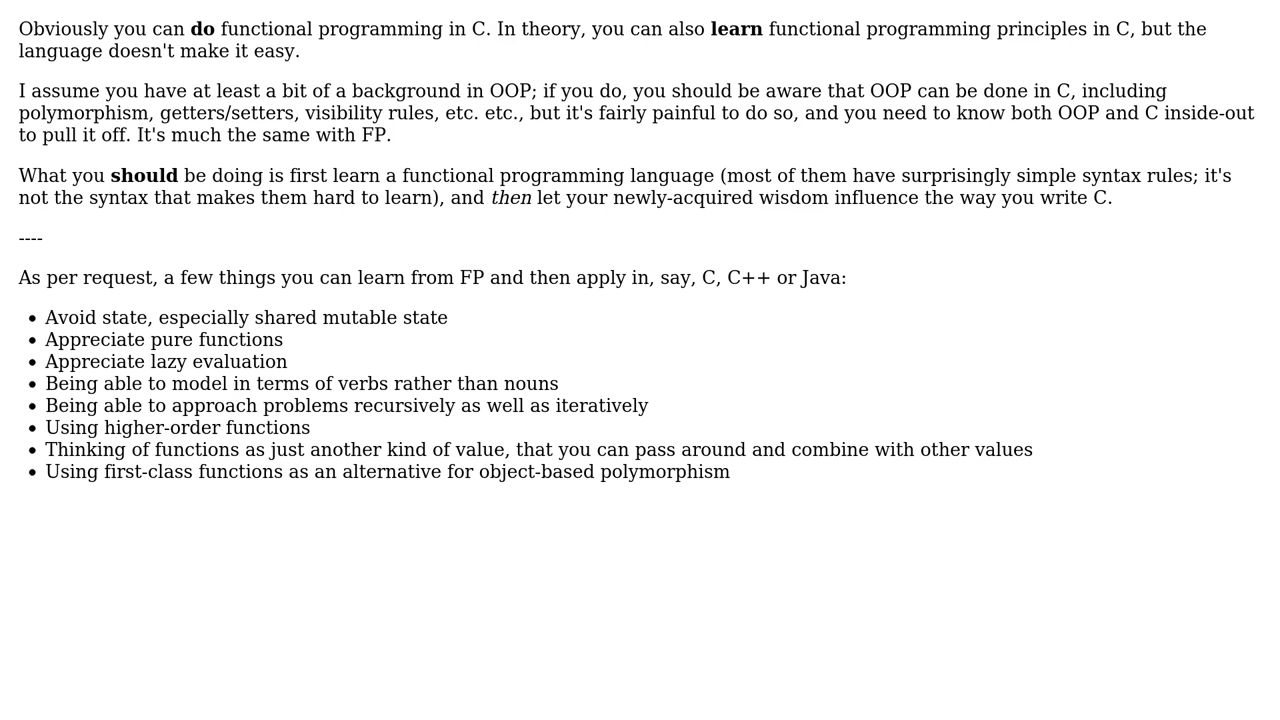 Obviously you can do functional programming in C. In theory, you can also learn functional programming principles in C, but the
language doesn't make it easy.
I assume you have at least a bit of a background in OOP; if you do, you should be aware that OOP can be done in C, including
polymorphism, getters/setters, visibility rules, etc. etc., but it's fairly painful to do so, and you need to know both OOP and C inside-out
to pull it off. It's much the same with FP.
What you should be doing is first learn a functional programming language (most of them have surprisingly simple syntax rules; it's
not the syntax that makes them hard to learn), and then let your newly-acquired wisdom influence the way you write C.
----
As per request, a few things you can learn from FP and then apply in, say, C, C++ or Java:
• Avoid state, especially shared mutable state
• Appreciate pure functions
• Appreciate lazy evaluation
• Being able to model in terms of verbs rather than nouns
• Being able to approach problems recursively as well as iteratively
• Using higher-order functions
• Thinking of functions as just another kind of value, that you can pass around and combine with other values
• Using first-class functions as an alternative for object-based polymorphism